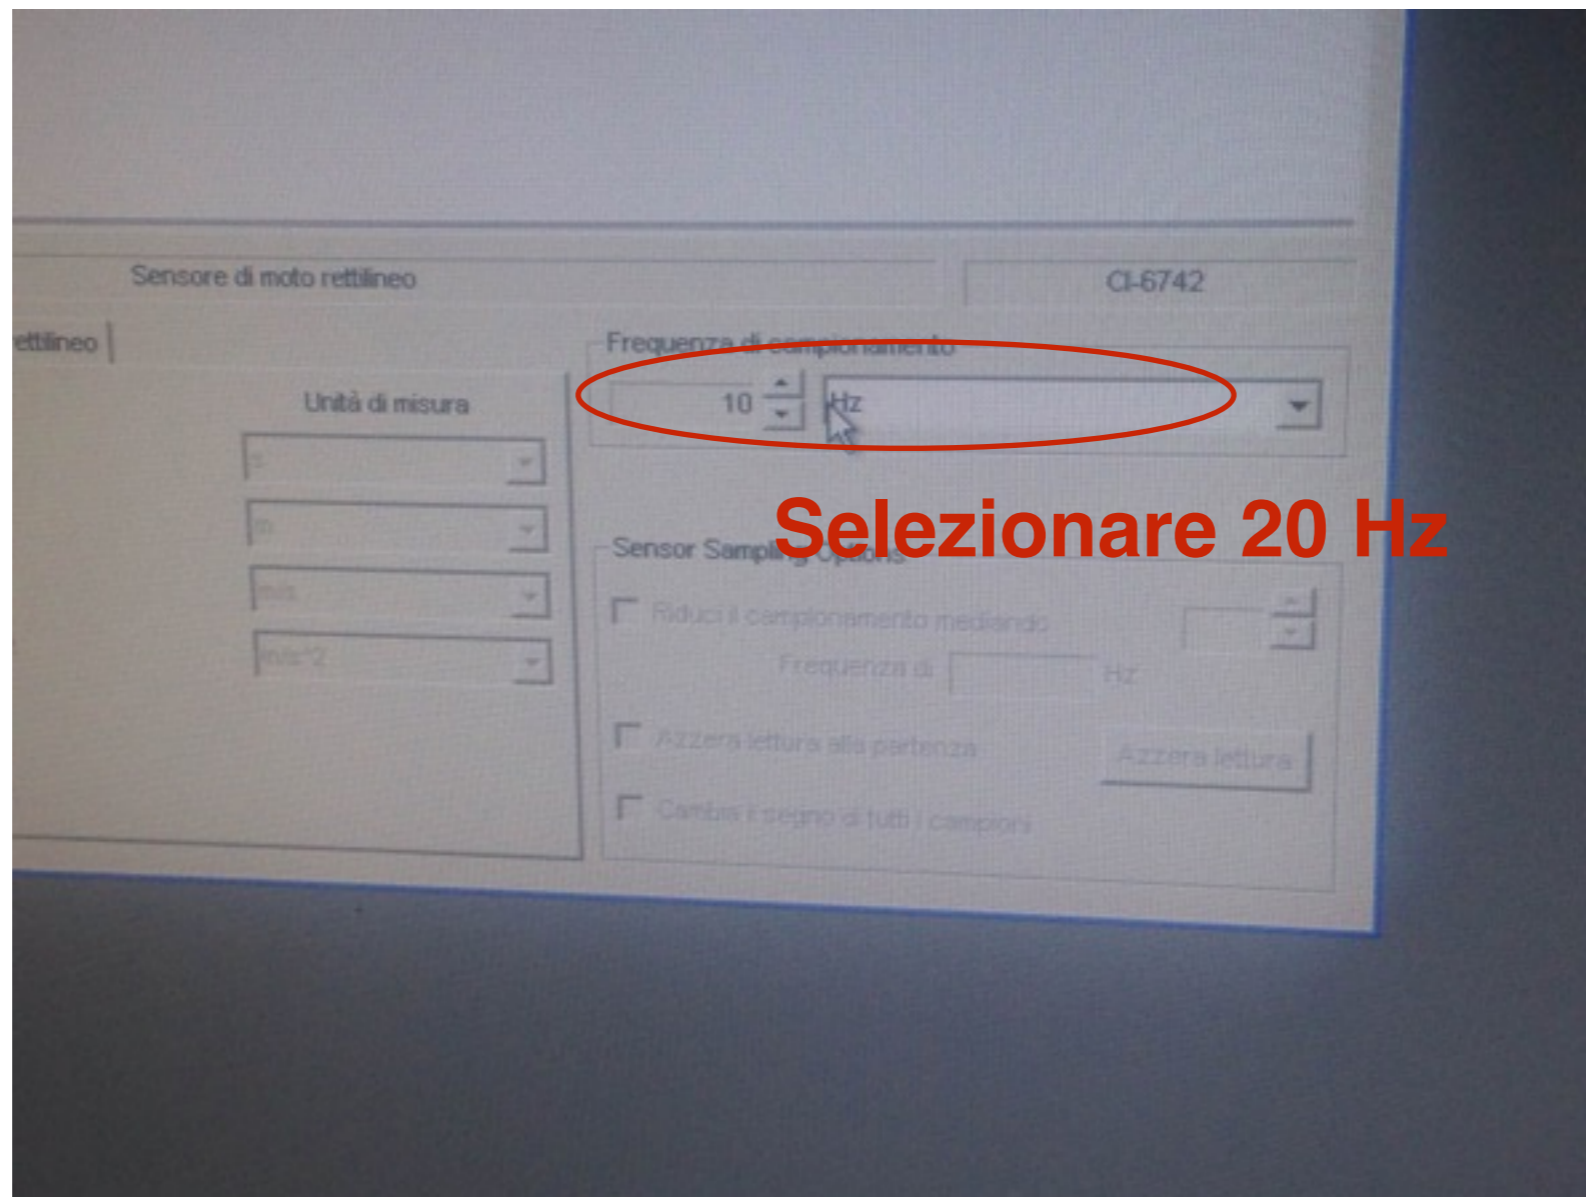 Sensore di moto rettilineo
CI-6742
ettilineo
Frequenza di campionamento
Unità di misura
10
Hz
s
m
Selezionare 20 Hz
Sensor Sampling Options
m/s
Riduci il campionamento mediando
m/s^2
Frequenza di
Hz
Azzera lettura alla partenza
Azzera lettura
Cambia il segno di tutti i campioni